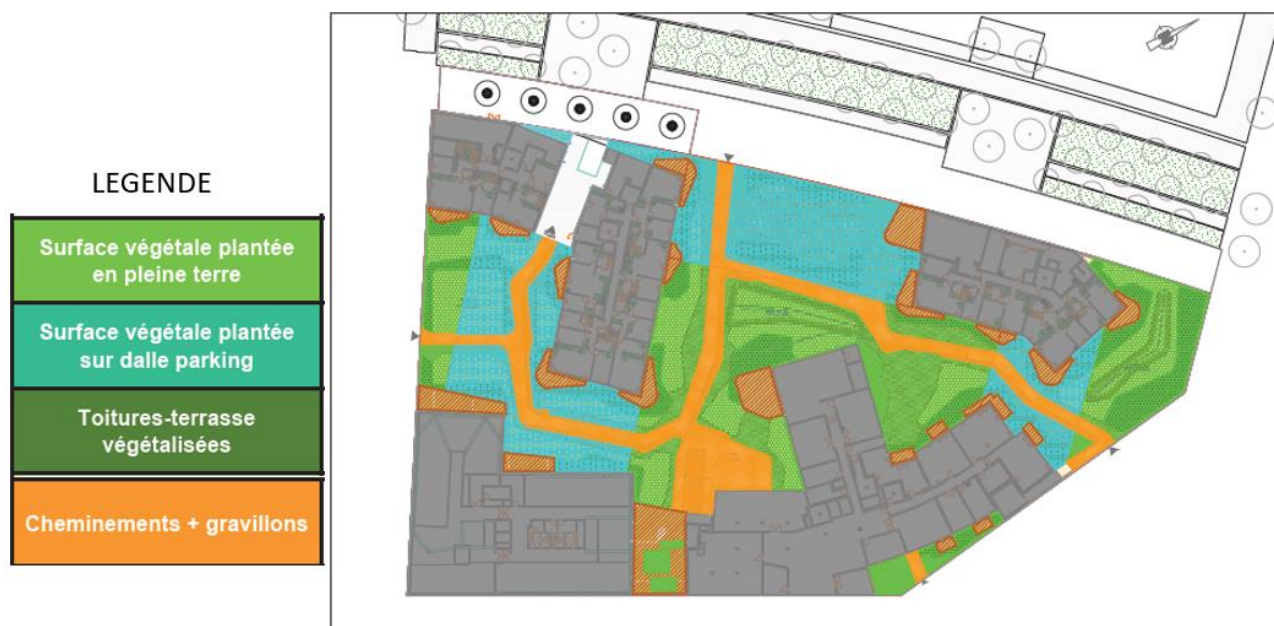 LEGENDE
Surface végétale plantée
en pleine terre
Surface végétale plantée
sur dalle parking
Toitures-terrasse
végétalisées
Cheminements + gravillons